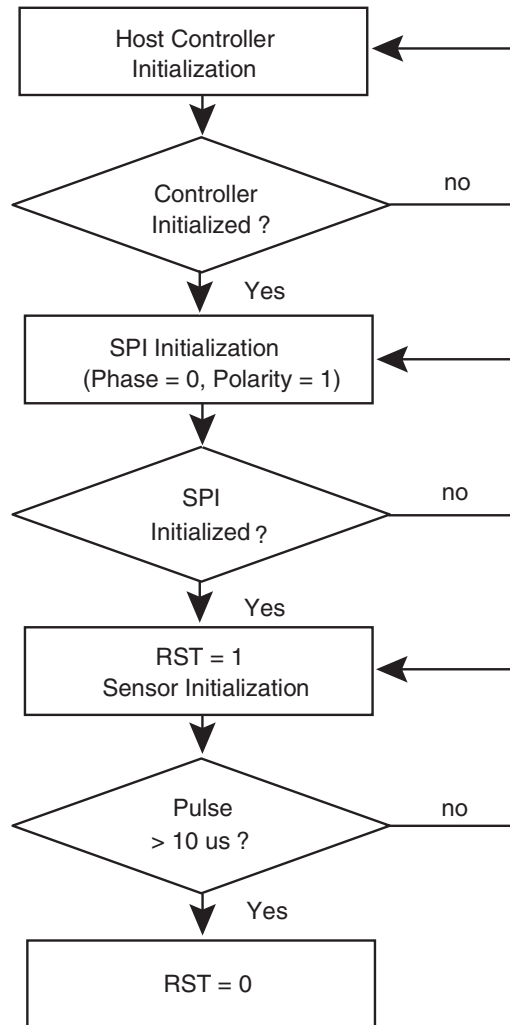 Host Controller
Initialization
Controller
Initialized ?
no
Yes
SPI Initialization
(Phase = 0, Polarity = 1)
SPI
Initialized ?
no
Yes
RST = 1
Sensor Initialization
Pulse
> 10 us ?
no
Yes
RST = 0